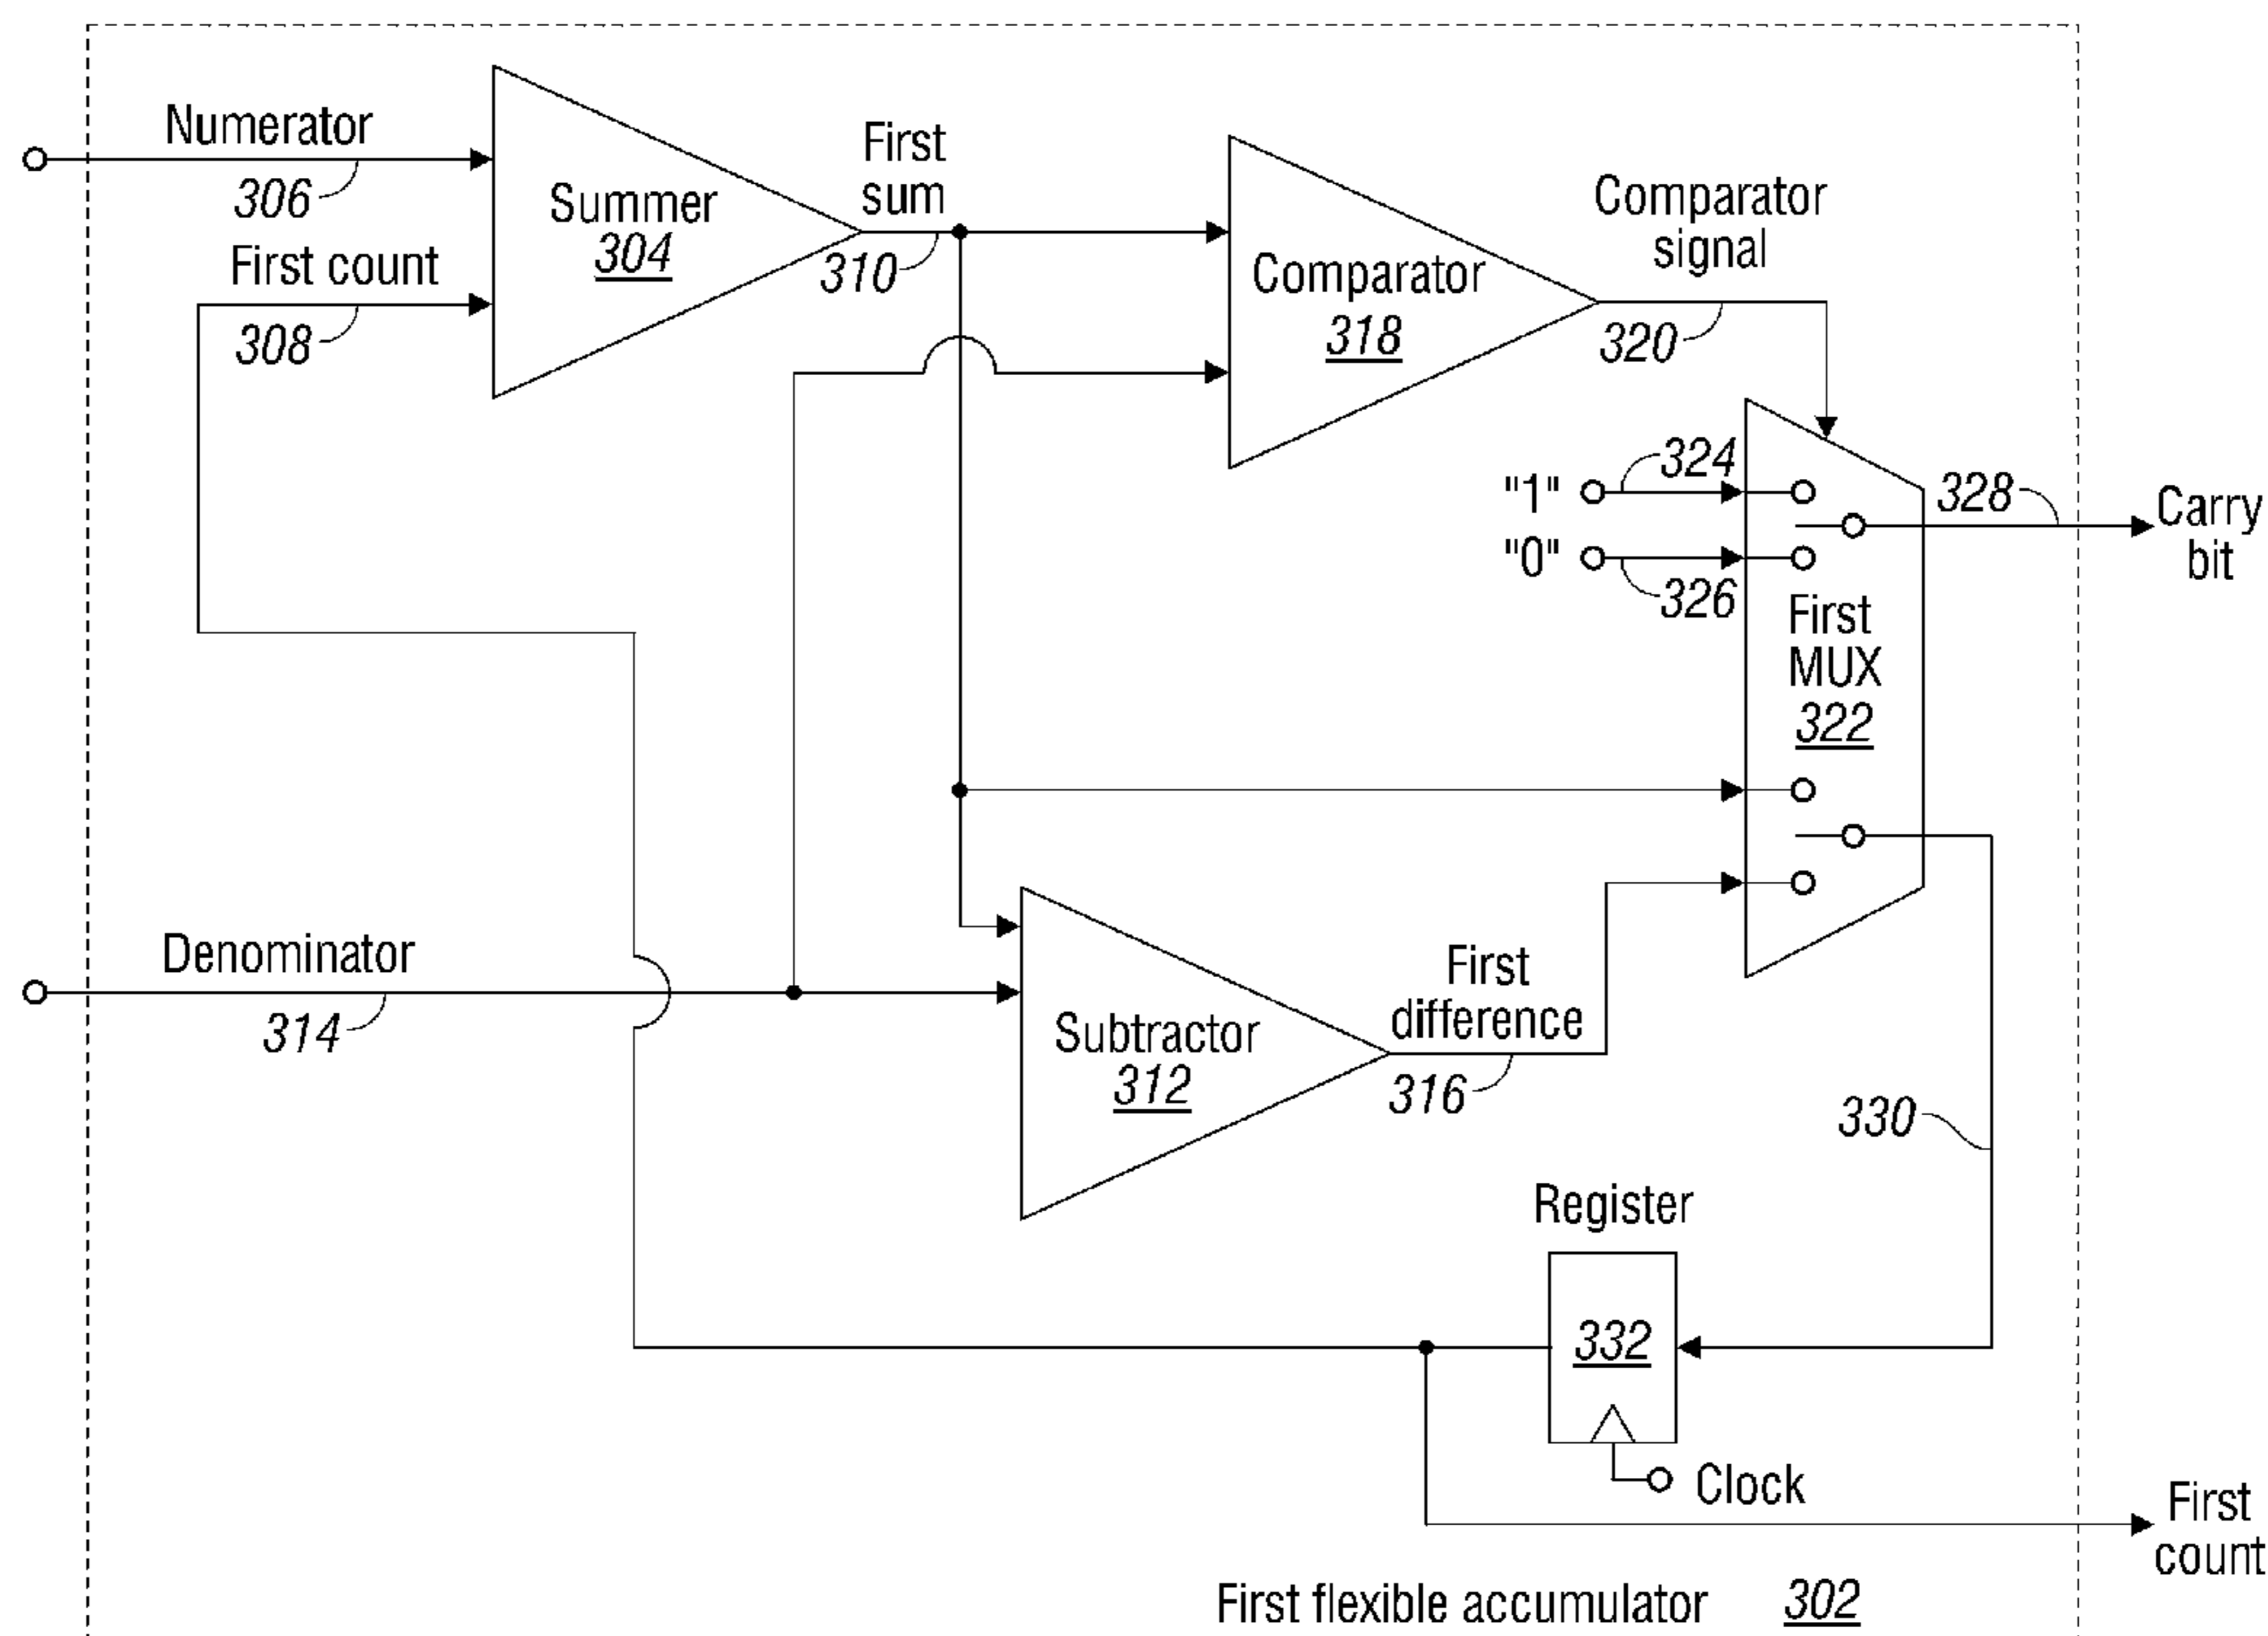 Numerator
306
First count
308
Summer
304
First
sum
310
Comparator
318
Comparator
signal
320
"1"
324
"0"
326
First
MUX
322
328
Carry
bit
Denominator
314
Subtractor
312
First
difference
316
330
Register
332
Clock
First
count
First flexible accumulator 302